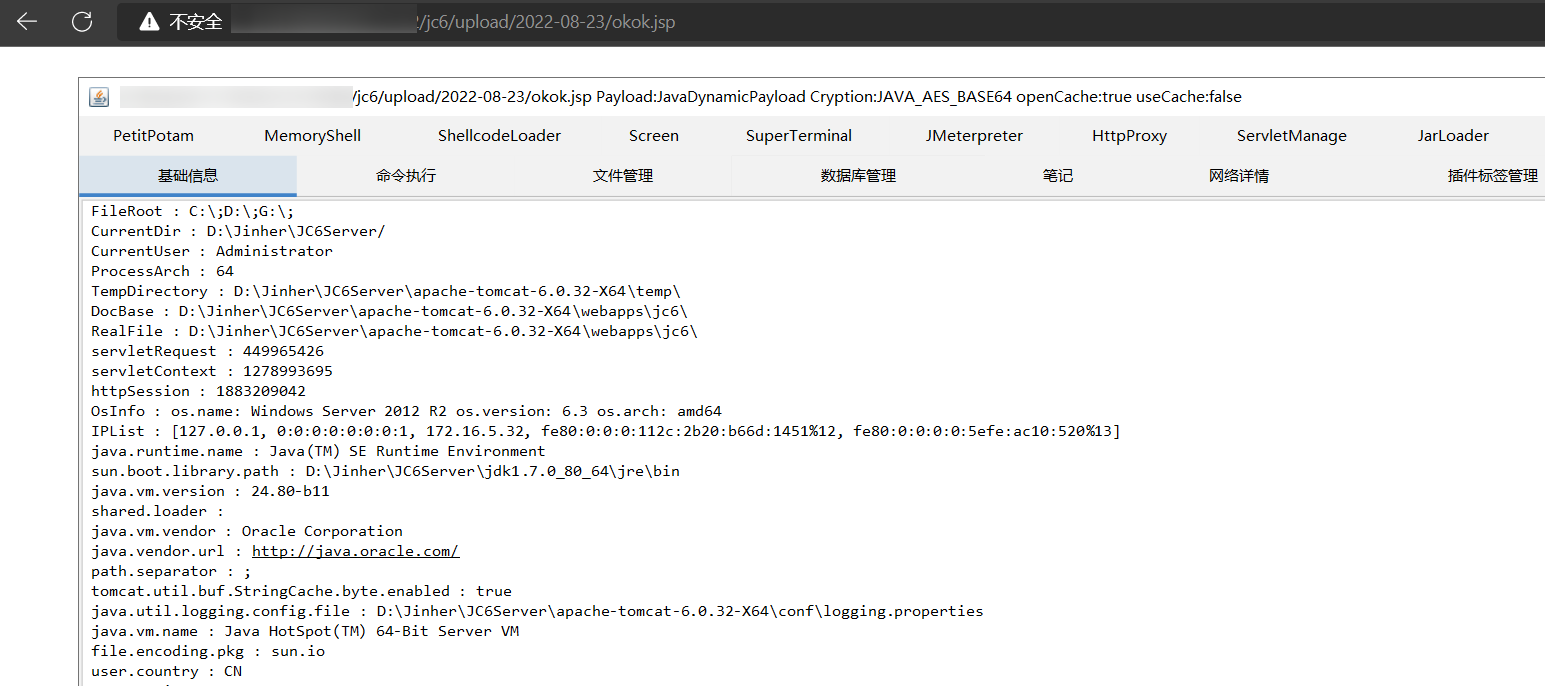 不安全 /jc6/upload/2022-08-23/okok.jsp
/jc6/upload/2022-08-23/okok.jsp Payload:JavaDynamicPayload Cryption:JAVA_AES_BASE64 openCache:true useCache:false
PetitPotam MemoryShell ShellcodeLoader Screen SuperTerminal JMeterpreter HttpProxy ServletManage JarLoader
基础信息 命令执行 文件管理 数据库管理 笔记 网络详情 插件标签管理
FileRoot : C:\;D:\;G:\;
CurrentDir : D:\Jinher\JC6Server/
CurrentUser : Administrator
ProcessArch : 64
TempDirectory : D:\Jinher\JC6Server\apache-tomcat-6.0.32-X64\temp\
DocBase : D:\Jinher\JC6Server\apache-tomcat-6.0.32-X64\webapps\jc6\
RealFile : D:\Jinher\JC6Server\apache-tomcat-6.0.32-X64\webapps\jc6\
servletRequest : 449965426
servletContext : 1278993695
httpSession : 1883209042
OsInfo : os.name: Windows Server 2012 R2 os.version: 6.3 os.arch: amd64
IPList : [127.0.0.1, 0:0:0:0:0:0:0:1, 172.16.5.32, fe80:0:0:0:112c:2b20:b66d:1451%12, fe80:0:0:0:0:5efe:ac10:520%13]
java.runtime.name : Java(TM) SE Runtime Environment
sun.boot.library.path : D:\Jinher\JC6Server\jdk1.7.0_80_64\jre\bin
java.vm.version : 24.80-b11
shared.loader :
java.vm.vendor : Oracle Corporation
java.vendor.url : http://java.oracle.com/
path.separator : ;
tomcat.util.buf.StringCache.byte.enabled : true
java.util.logging.config.file : D:\Jinher\JC6Server\apache-tomcat-6.0.32-X64\conf\logging.properties
java.vm.name : Java HotSpot(TM) 64-Bit Server VM
file.encoding.pkg : sun.io
user.country : CN